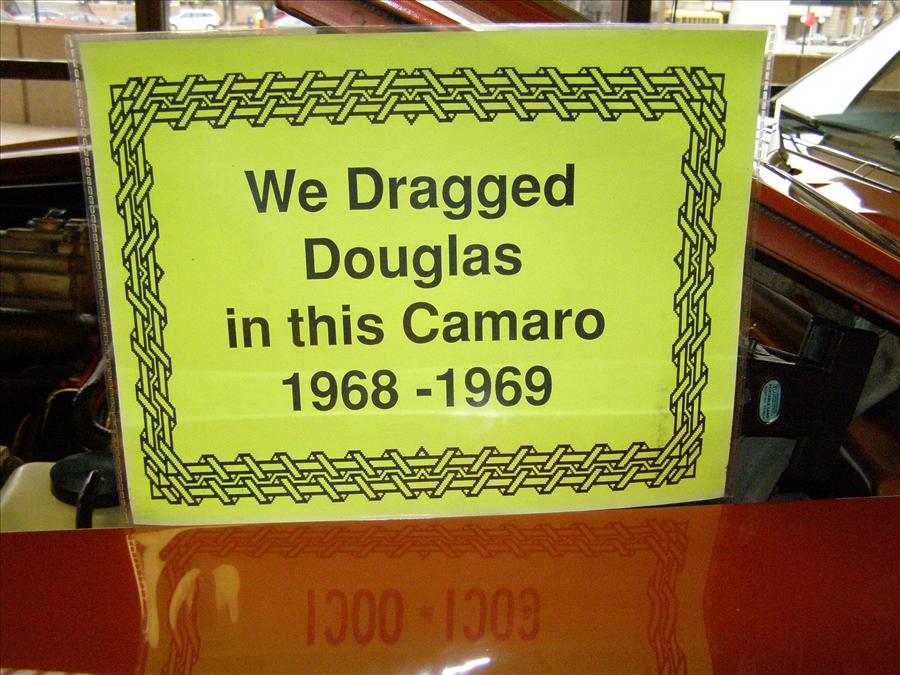 We Dragged
Douglas
in this Camaro
1968 -1969